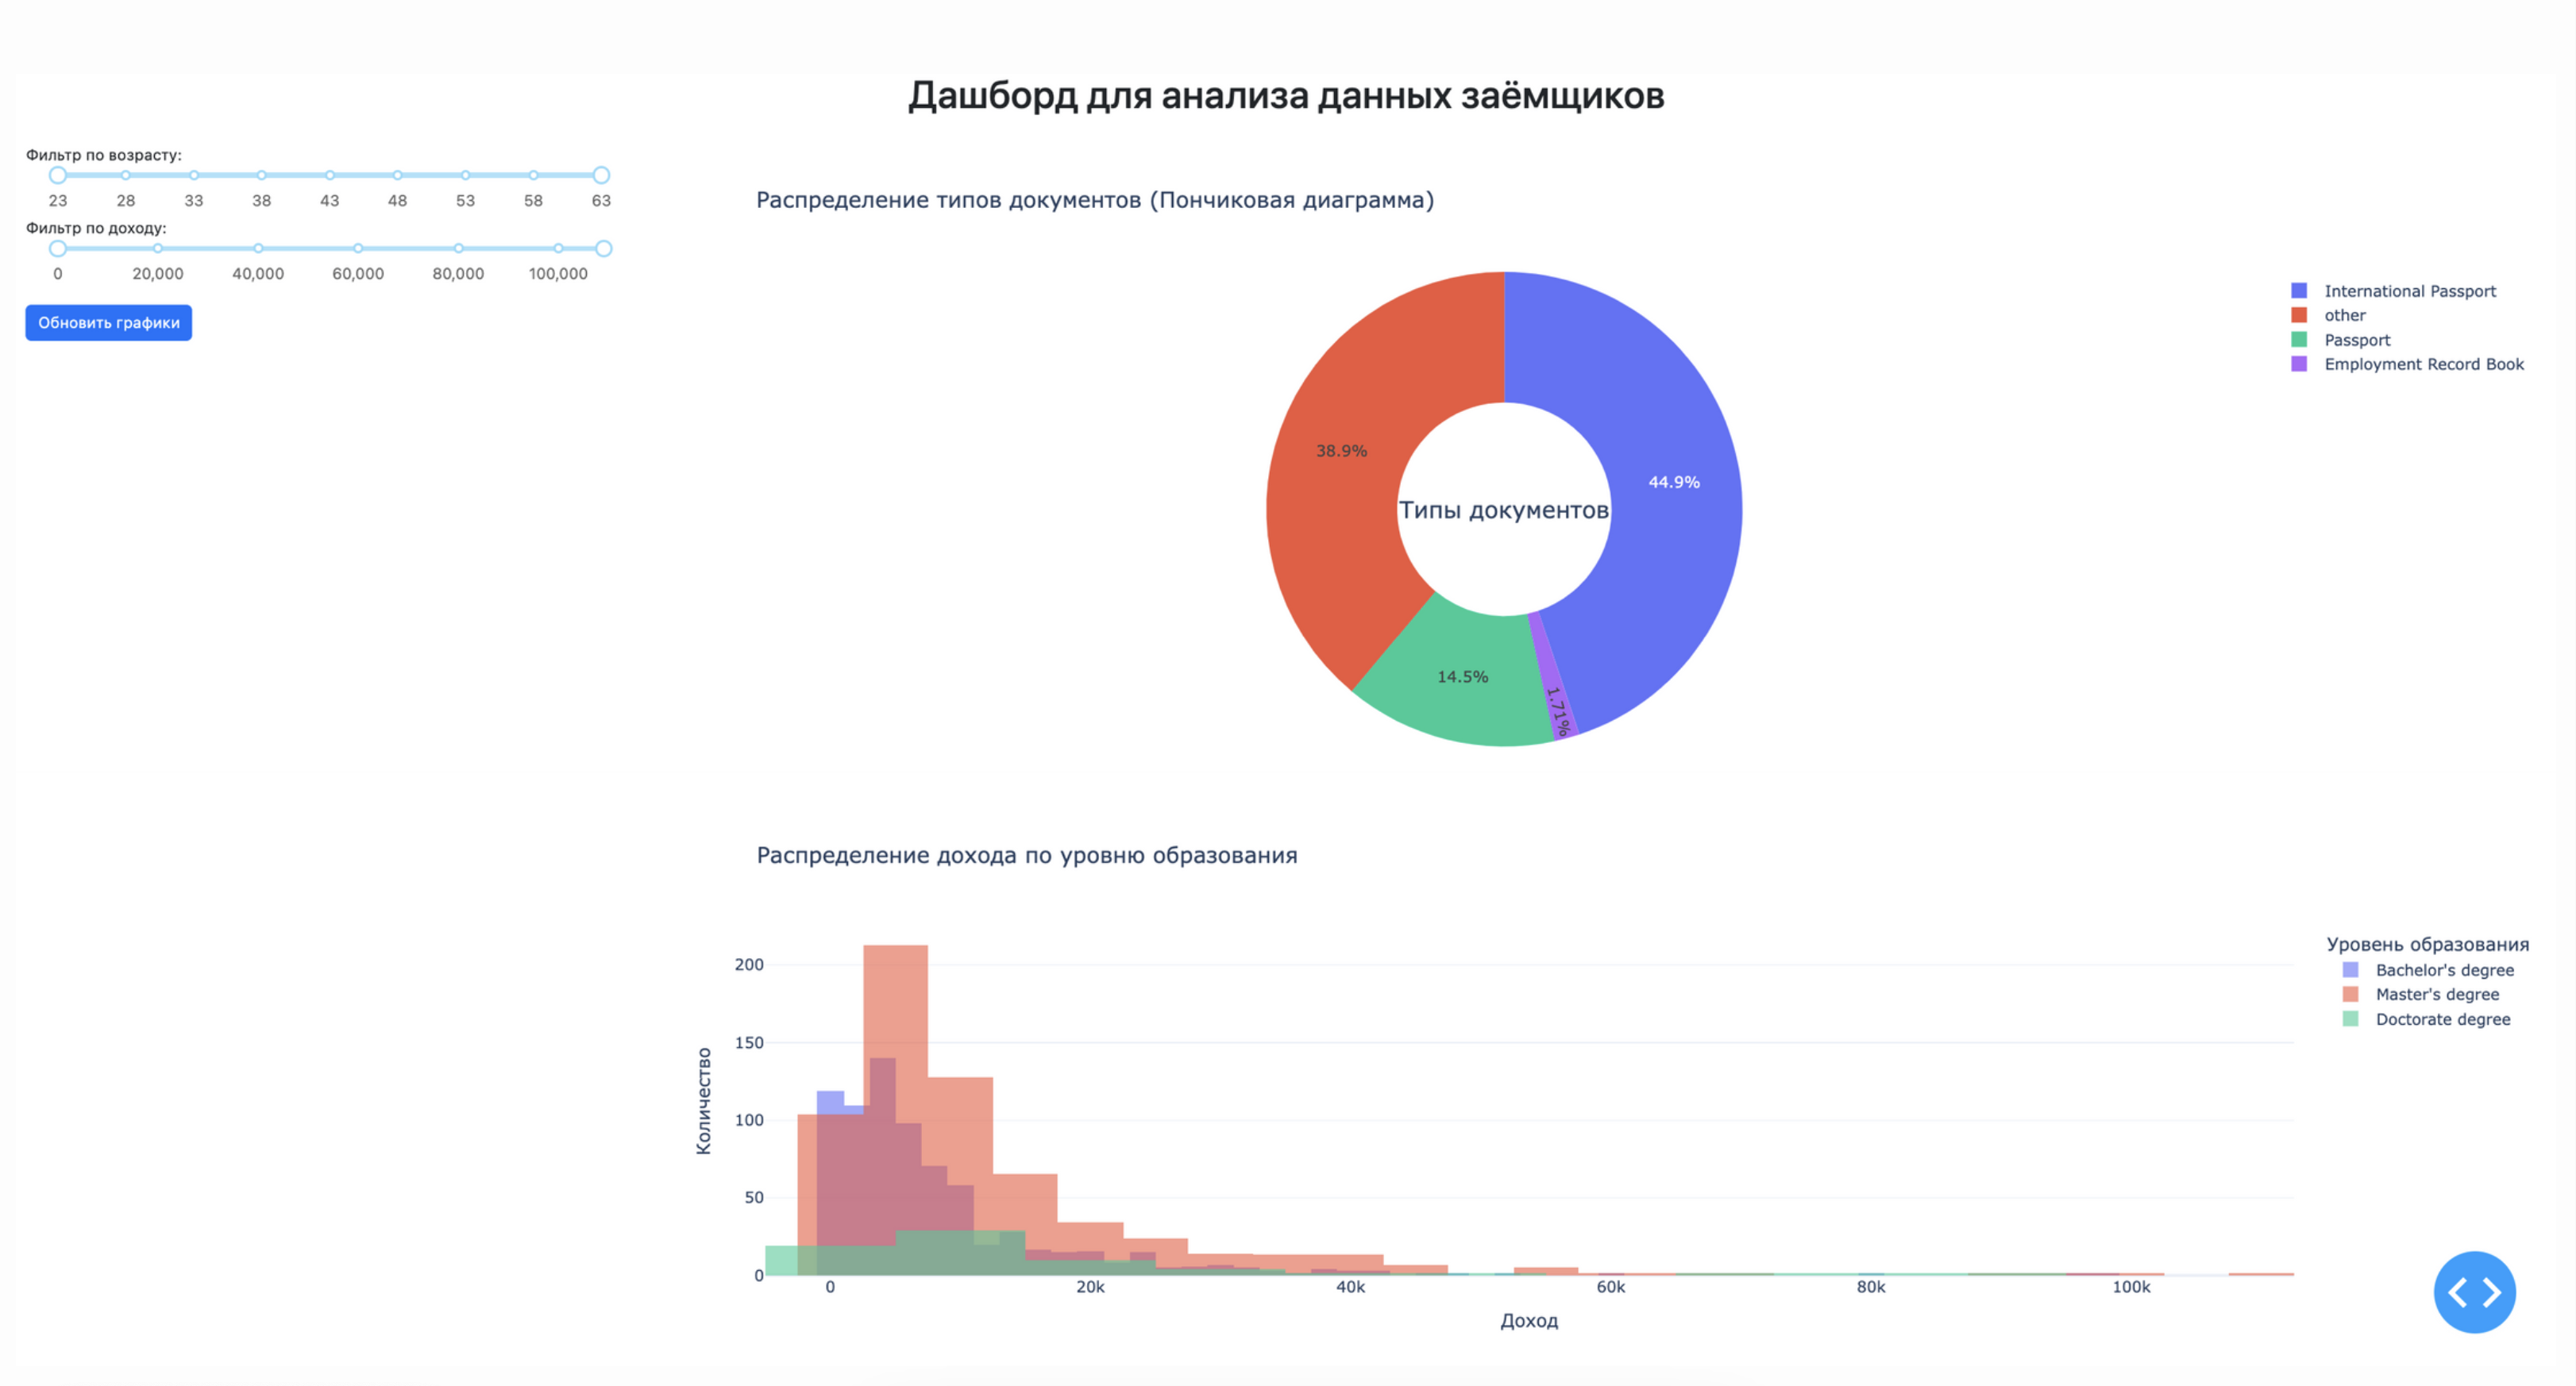 Дашборд для анализа данных заёмщиков
Фильтр по возрасту:
23 28 33 38 43 48 53 58 63
Фильтр по доходу:
0 20,000 40,000 60,000 80,000 100,000
Обновить графики
Распределение типов документов (Пончиковая диаграмма)
International Passport
other
Passport
Employment Record Book
38.9%
44.9%
Типы документов
14.5%
1.71%
Распределение дохода по уровню образования
Уровень образования
Bachelor's degree
Master's degree
Doctorate degree
Количество
200
150
100
50
0
0 20k 40k 60k 80k 100k
Доход